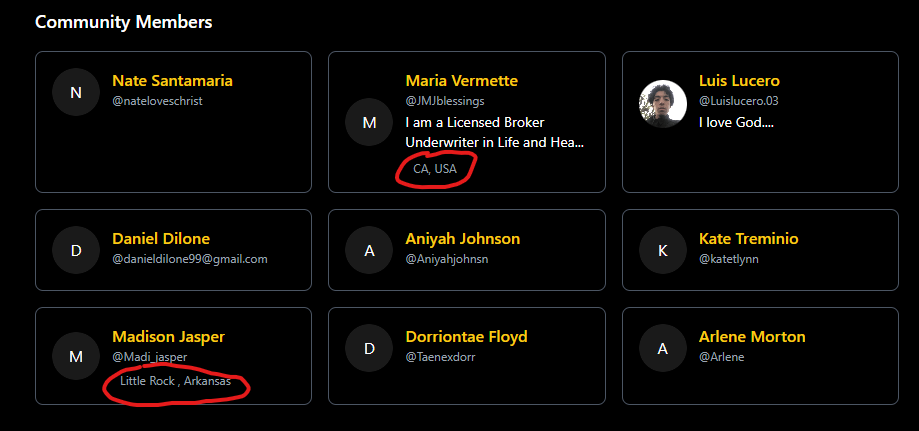 Community Members
N
Nate Santamaria
@nateloveschrist
M
Maria Vermette
@JMJblessings
I am a Licensed Broker
Underwriter in Life and Hea...
CA, USA
Luis Lucero
@Luislucero.03
I love God....
D
Daniel Dilone
@danieldilone99@gmail.com
A
Aniyah Johnson
@Aniyahjohnsn
K
Kate Treminio
@katetlynn
M
Madison Jasper
@Madi_jasper
Little Rock , Arkansas
D
Dorriontae Floyd
@Taenexdorr
A
Arlene Morton
@Arlene